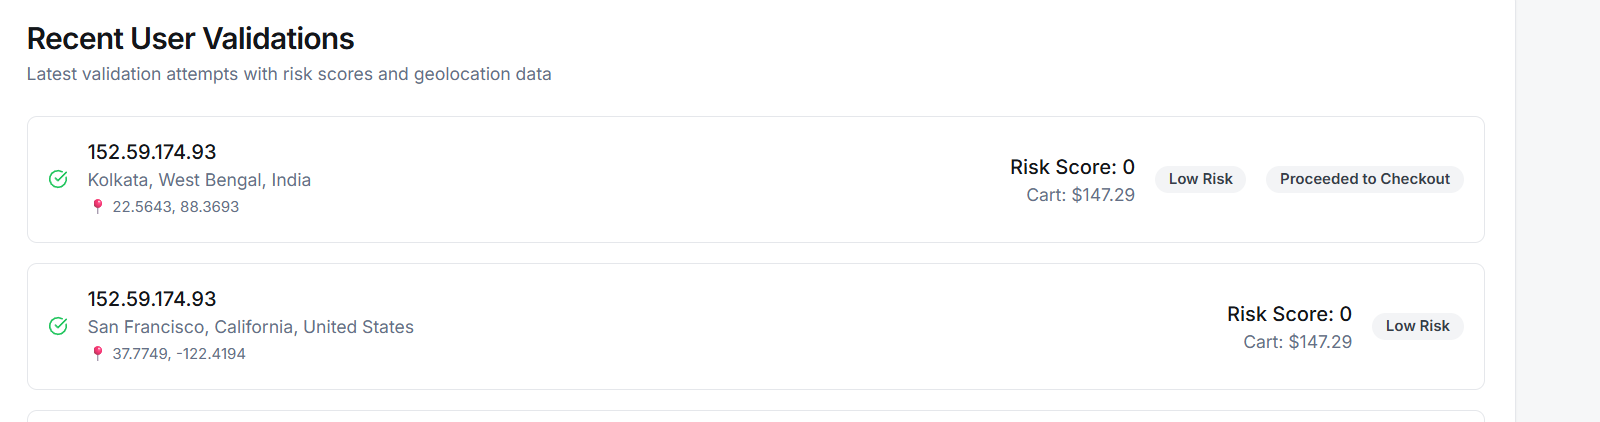 Recent User Validations
Latest validation attempts with risk scores and geolocation data
152.59.174.93
Kolkata, West Bengal, India
22.5643, 88.3693
Risk Score: 0
Cart: $147.29
Low Risk
Proceeded to Checkout
152.59.174.93
San Francisco, California, United States
37.7749, -122.4194
Risk Score: 0
Cart: $147.29
Low Risk